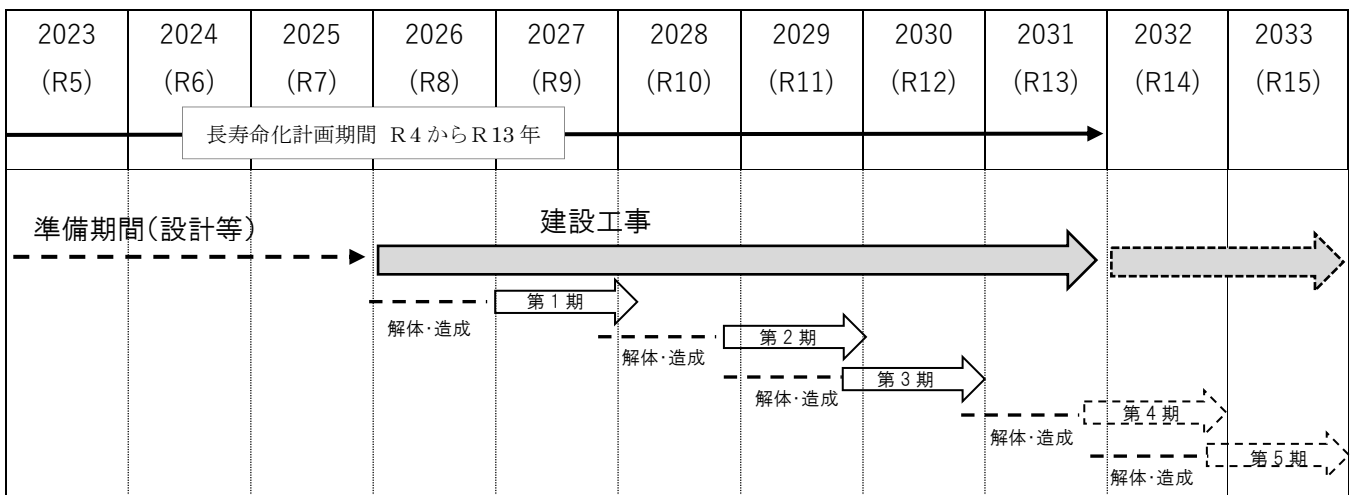 2023 2024 2025 2026 2027 2028 2029 2030 2031 2032 2033
(R5) (R6) (R7) (R8) (R9) (R10) (R11) (R12) (R13) (R14) (R15)
長寿命化計画期間 R4からR13年
準備期間(設計等) 建設工事
第1期
解体・造成
第2期
解体・造成
第3期
解体・造成
第4期
解体・造成
第5期
解体・造成